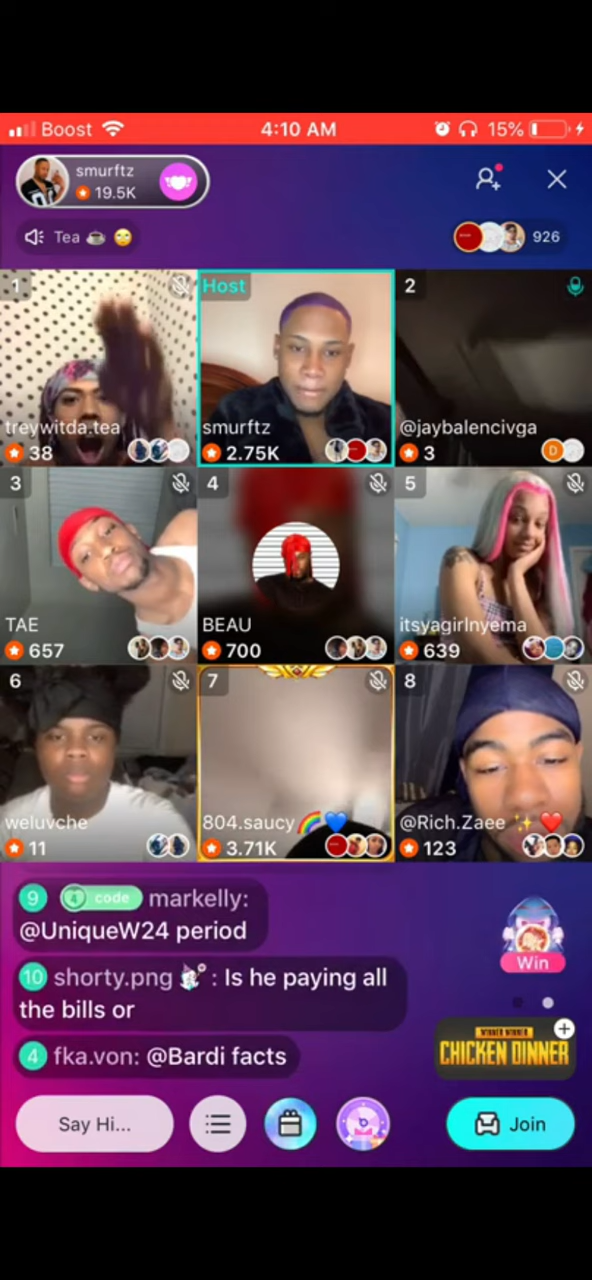 Boost
4:10 AM
15%
smurftz
19.5K
Tea ☕ 🙄
926
1
treywitda.tea
38
Host
smurftz
2.75K
2
@jaybalencivga
3
D
3
TAE
657
4
BEAU
700
5
itsyagirlnyema
639
6
weluvche
11
7
804.saucy🌈💙
3.71K
8
@Rich.Zaee ✨ ❤️
123
9 4 code markelly:
@UniqueW24 period
10 shorty.png : Is he paying all
the bills or
4 fka.von: @Bardi facts
Win
WINNER WINNER
CHICKEN DINNER
Say Hi...
Join